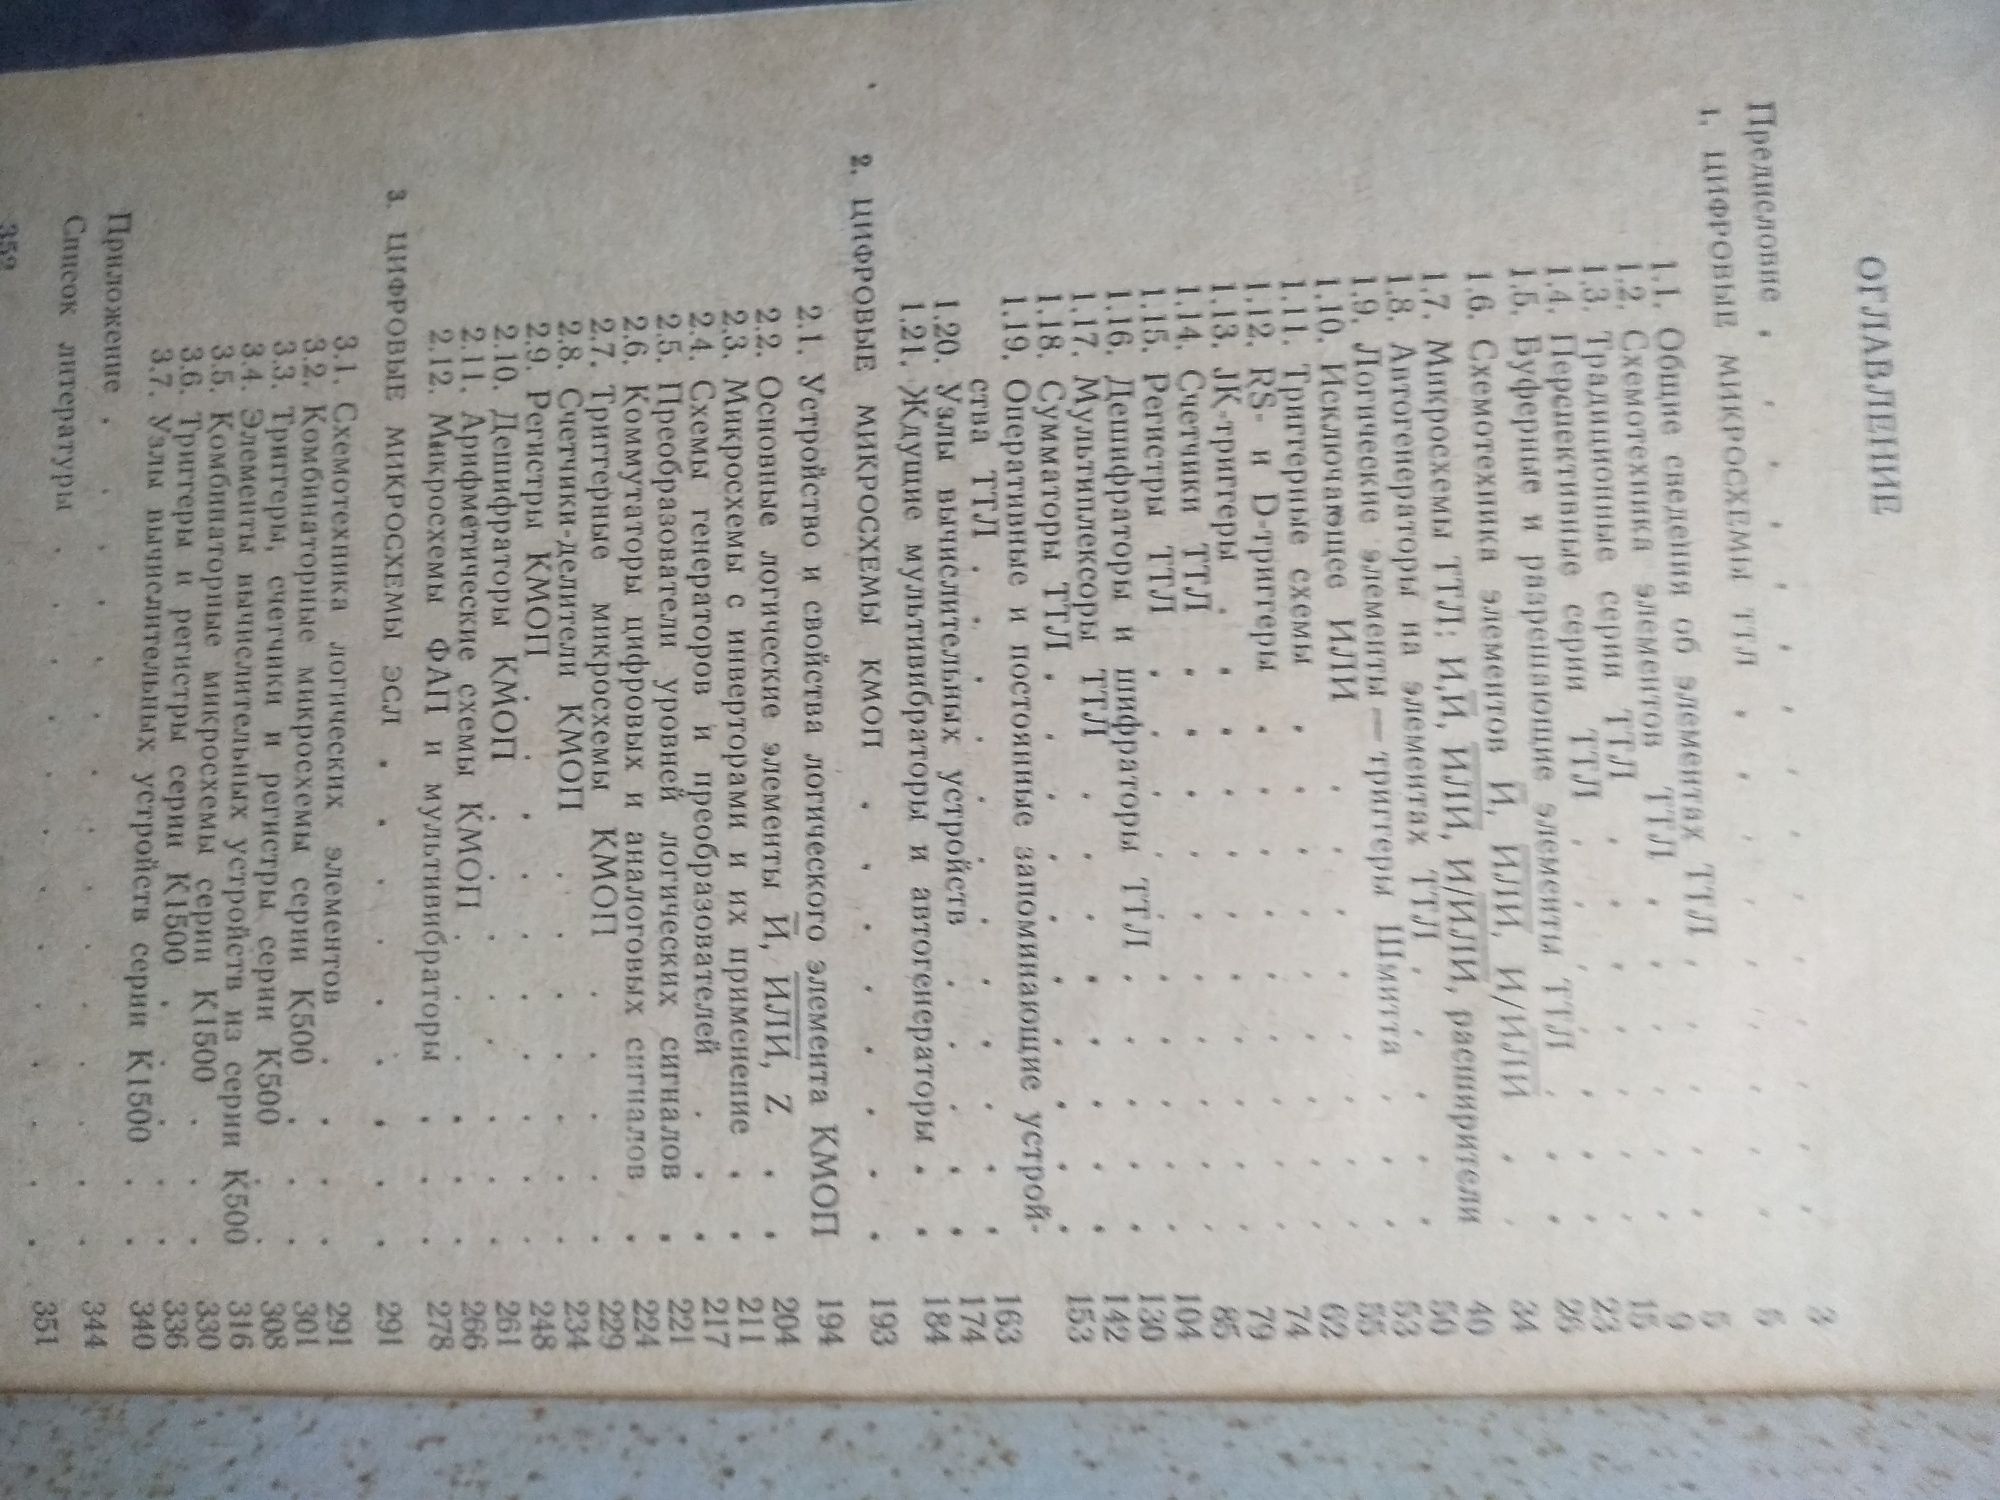 ОГЛАВЛЕНИЕ
Предисловие . . . . . . . . . . . . . . . 3
1. ЦИФРОВЫЕ МИКРОСХЕМЫ ТТЛ . . . . . . . . . 5
1.1. Общие сведения об элементах ТТЛ . . . . . 5
1.2. Схемотехника элементов ТТЛ . . . . . . 9
1.3. Традиционные серии ТТЛ . . . . . . . 15
1.4. Перспективные серии ТТЛ . . . . . . . 23
1.5. Буферные и разрешающие элементы ТТЛ . . . 26
1.6. Схемотехника элементов И̅, И̅Л̅И̅, И/И̅Л̅И̅ . . . 34
1.7. Микросхемы ТТЛ: И, И̅, И̅Л̅И̅, И̅/̅И̅Л̅И̅, расширители 40
1.8. Автогенераторы на элементах ТТЛ . . . . . 50
1.9. Логические элементы — триггеры Шмитта . . . 53
1.10. Исключающее ИЛИ . . . . . . . . 55
1.11. Триггерные схемы . . . . . . . . 62
1.12. RS- и D-триггеры . . . . . . . . 74
1.13. JK-триггеры . . . . . . . . . 79
1.14. Счетчики ТТЛ . . . . . . . . . 85
1.15. Регистры ТТЛ . . . . . . . . . 104
1.16. Дешифраторы и шифраторы ТТЛ . . . . . 130
1.17. Мультиплексоры ТТЛ . . . . . . . 142
1.18. Сумматоры ТТЛ . . . . . . . . . 153
1.19. Оперативные и постоянные запоминающие устрой-
ства ТТЛ . . . . . . . . . . 163
1.20. Узлы вычислительных устройств . . . . . 174
1.21. Ждущие мультивибраторы и автогенераторы . . 184
2. ЦИФРОВЫЕ МИКРОСХЕМЫ КМОП . . . . . . . . 193
2.1. Устройство и свойства логического элемента КМОП 194
2.2. Основные логические элементы И̅, И̅Л̅И̅, Z . . 204
2.3. Микросхемы с инверторами и их применение . . 211
2.4. Схемы генераторов и преобразователей . . . 217
2.5. Преобразователи уровней логических сигналов . 221
2.6. Коммутаторы цифровых и аналоговых сигналов . 224
2.7. Триггерные микросхемы КМОП . . . . . 229
2.8. Счетчики-делители КМОП . . . . . . . 234
2.9. Регистры КМОП . . . . . . . . . 248
2.10. Дешифраторы КМОП . . . . . . . . 261
2.11. Арифметические схемы КМОП . . . . . . 266
2.12. Микросхемы ФАП и мультивибраторы . . . . 278
3. ЦИФРОВЫЕ МИКРОСХЕМЫ ЭСЛ . . . . . . . . . 291
3.1. Схемотехника логических элементов . . . . 291
3.2. Комбинаторные микросхемы серии К500 . . . 301
3.3. Триггеры, счетчики и регистры серии К500 . . . 308
3.4. Элементы вычислительных устройств из серии К500 316
3.5. Комбинаторные микросхемы серии К1500 . . . 330
3.6. Триггеры и регистры серии К1500 . . . . . 336
3.7. Узлы вычислительных устройств серии К1500 . . 340
Приложение . . . . . . . . . . . . . . 344
Список литературы . . . . . . . . . . . . 351
352